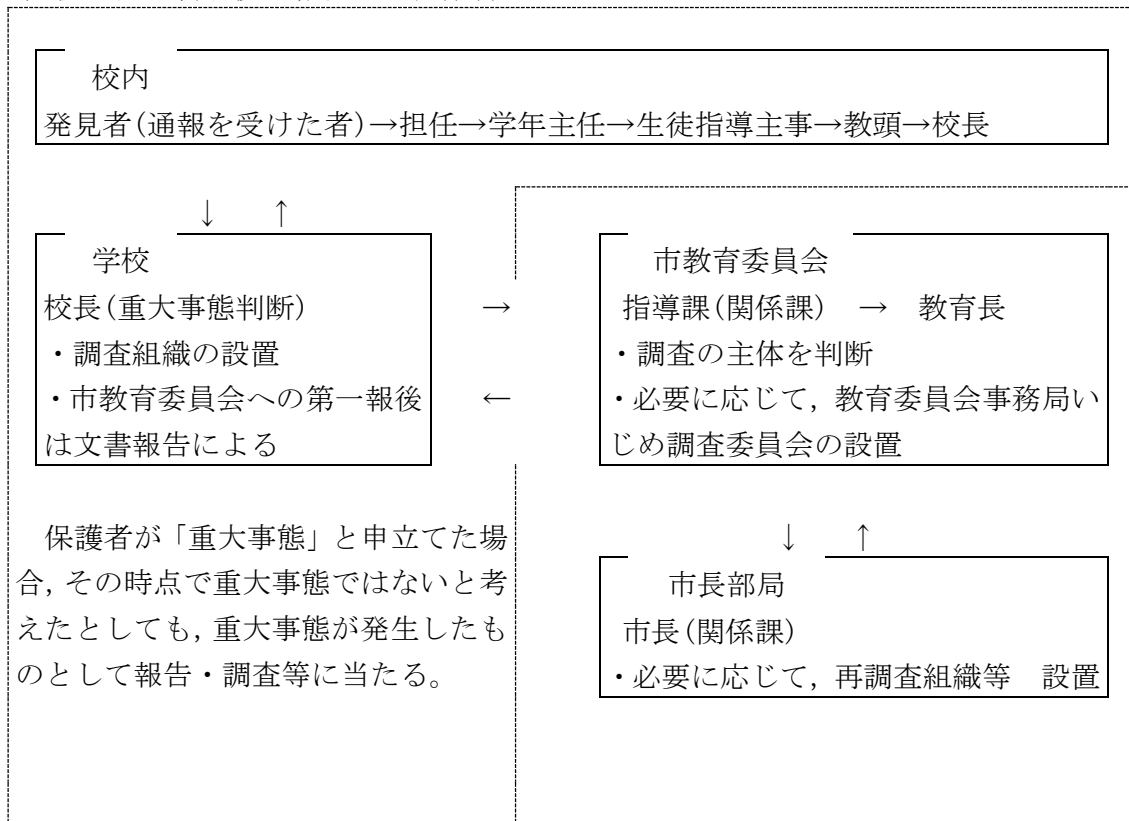 校内
発見者(通報を受けた者)→担任→学年主任→生徒指導主事→教頭→校長
↓ ↑
学校
校長(重大事態判断)
・調査組織の設置
・市教育委員会への第一報後
は文書報告による
→
←
市教育委員会
指導課(関係課) → 教育長
・調査の主体を判断
・必要に応じて, 教育委員会事務局い
じめ調査委員会の設置
保護者が「重大事態」と申立てた場
合, その時点で重大事態ではないと考
えたとしても, 重大事態が発生したも
のとして報告・調査等に当たる。
↓ ↑
市長部局
市長(関係課)
・必要に応じて, 再調査組織等 設置